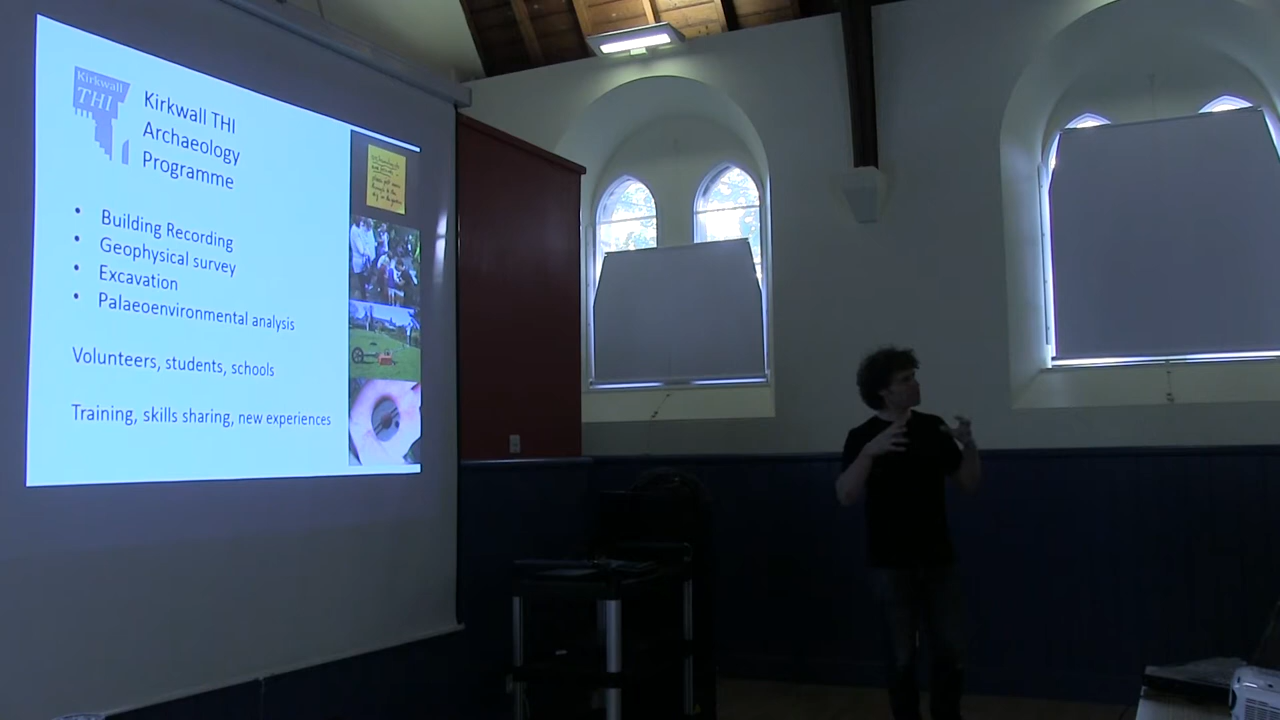 Kirkwall
THI
Kirkwall THI
Archaeology
Programme
• Building Recording
• Geophysical survey
• Excavation
• Palaeoenvironmental analysis
Volunteers, students, schools
Training, skills sharing, new experiences